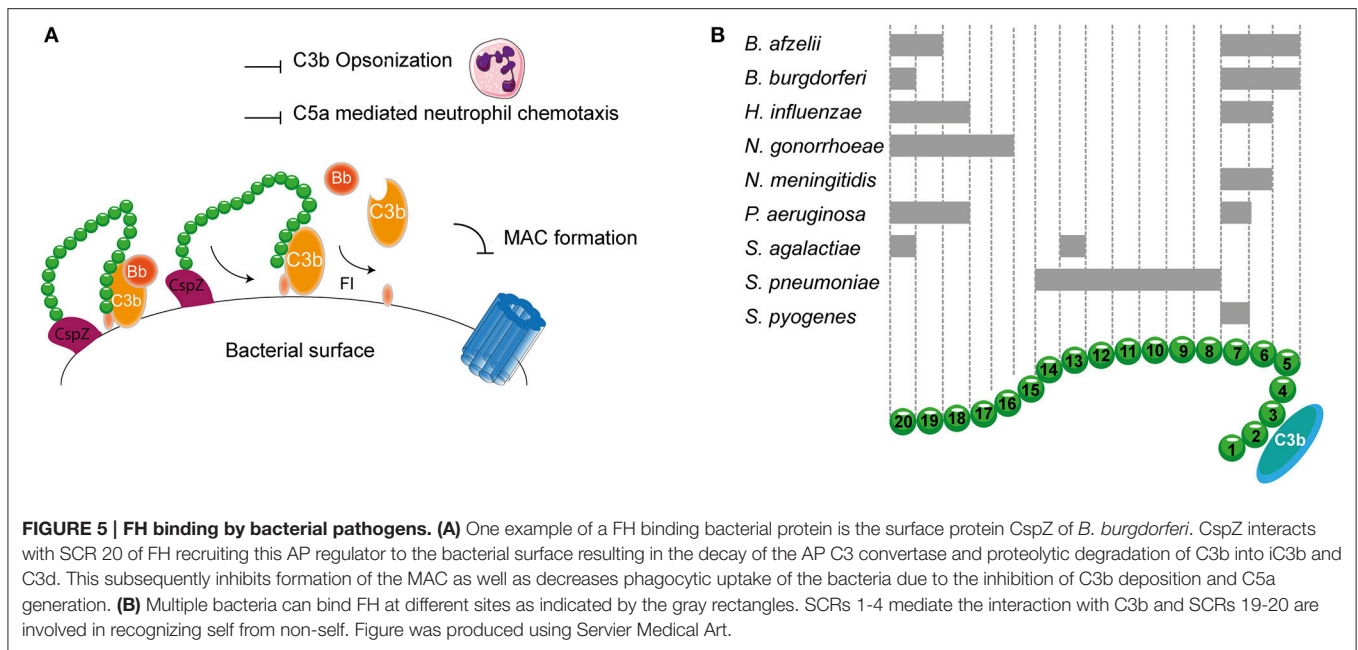 A
C3b Opsonization
C5a mediated neutrophil chemotaxis
Bb
C3b
Bb
C3b
C3b
CspZ
CspZ
FI
MAC formation
Bacterial surface
B
B. afzelii
B. burgdorferi
H. influenzae
N. gonorrhoeae
N. meningitidis
P. aeruginosa
S. agalactiae
S. pneumoniae
S. pyogenes
20 19 18 17 16 15 14 13 12 11 10 9 8 7 6 5 4 3 2 1
C3b
FIGURE 5 | FH binding by bacterial pathogens. (A) One example of a FH binding bacterial protein is the surface protein CspZ of B. burgdorferi. CspZ interacts
with SCR 20 of FH recruiting this AP regulator to the bacterial surface resulting in the decay of the AP C3 convertase and proteolytic degradation of C3b into iC3b and
C3d. This subsequently inhibits formation of the MAC as well as decreases phagocytic uptake of the bacteria due to the inhibition of C3b deposition and C5a
generation. (B) Multiple bacteria can bind FH at different sites as indicated by the gray rectangles. SCRs 1-4 mediate the interaction with C3b and SCRs 19-20 are
involved in recognizing self from non-self. Figure was produced using Servier Medical Art.